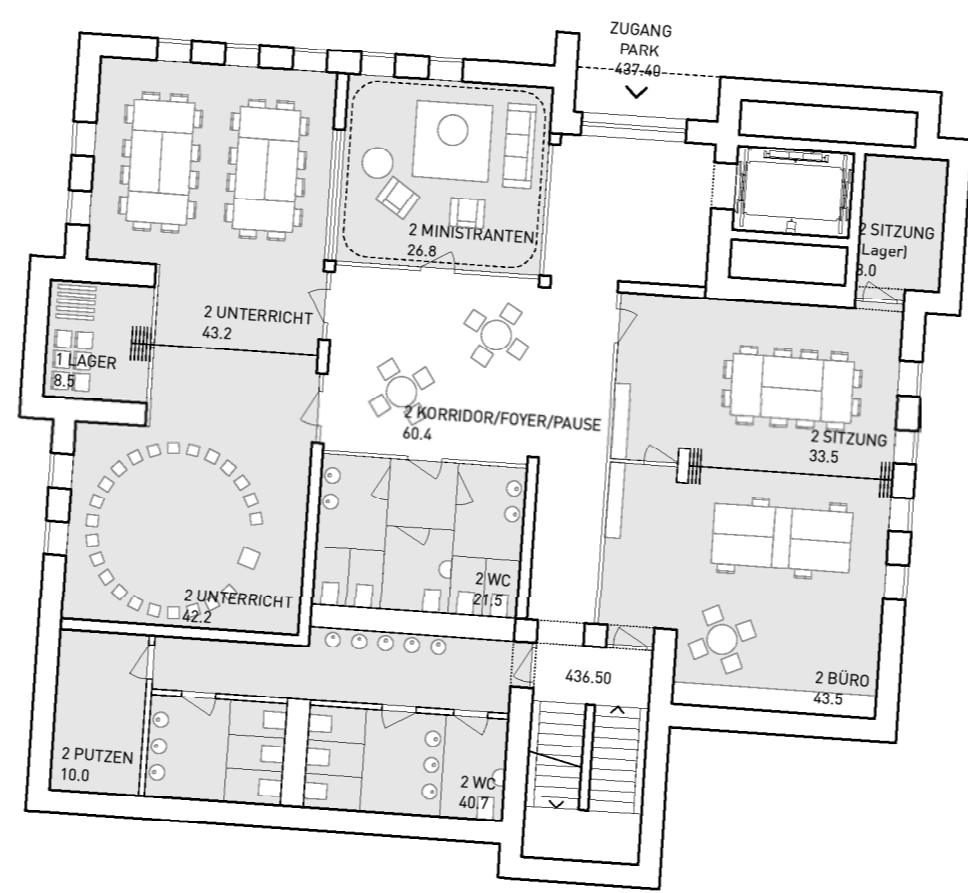 ZUGANG
PARK
437.40
2 MINISTRANTEN
26.8
2 SITZUNG
(Lager)
8.0
2 UNTERRICHT
43.2
1 LAGER
8.5
2 KORRIDOR/FOYER/PAUSE
60.4
2 SITZUNG
33.5
2 WC
21.5
2 UNTERRICHT
42.2
436.50
2 BÜRO
43.5
2 PUTZEN
10.0
2 WC
40.7